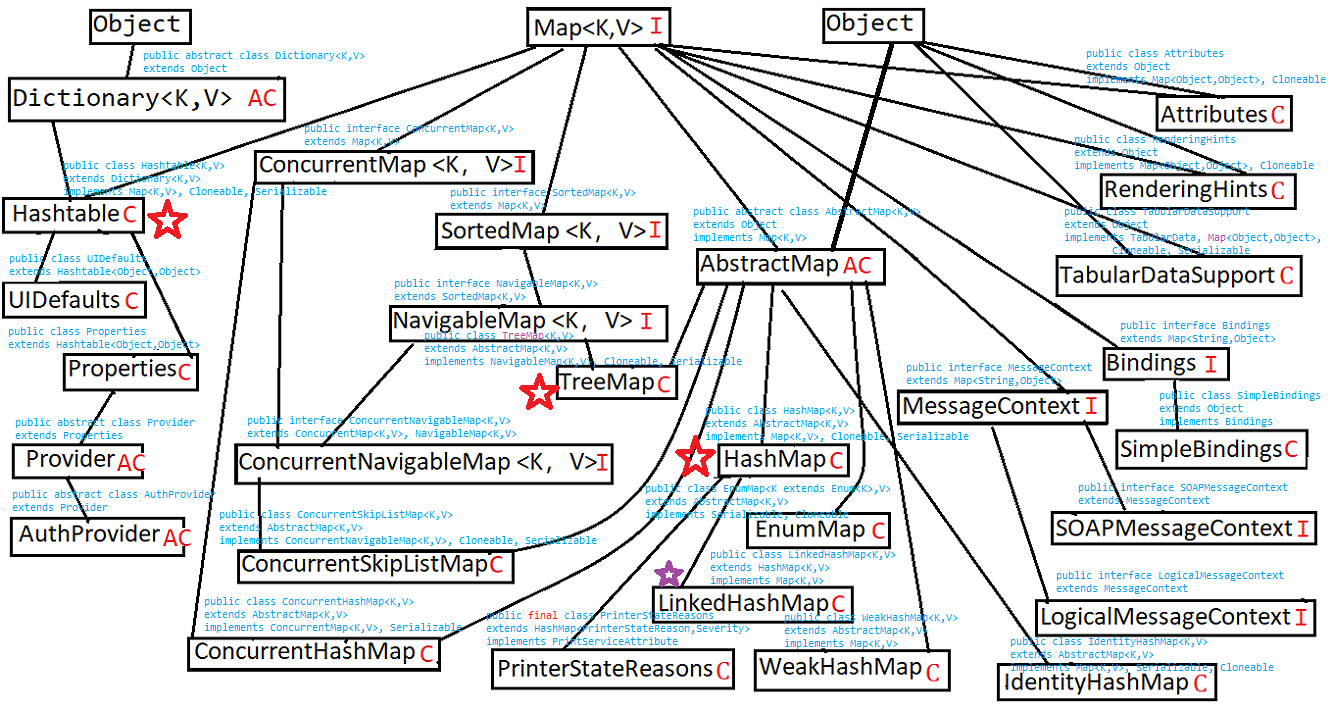 Object
Map<K,V> I
Object
public abstract class Dictionary<K,V>
extends Object
Dictionary<K,V> AC
public class Attributes
extends Object
implements Map<Object,Object>, Cloneable
Attributes C
public interface ConcurrentMap<K,V>
extends Map<K,V>
ConcurrentMap <K, V> I
public class RenderingHints
extends Object
implements Map<Object,Object>, Cloneable
RenderingHints C
public class Hashtable<K,V>
extends Dictionary<K,V>
implements Map<K,V>, Cloneable, Serializable
Hashtable C
public interface SortedMap<K,V>
extends Map<K,V>
SortedMap <K, V> I
public abstract class AbstractMap<K,V>
extends Object
implements Map<K,V>
AbstractMap AC
public class TabularDataSupport
extends Object
implements TabularData, Map<Object,Object>,
Cloneable, Serializable
TabularDataSupport C
public class UIDefaults
extends Hashtable<Object,Object>
UIDefaults C
public interface NavigableMap<K,V>
extends SortedMap<K,V>
NavigableMap <K, V> I
public class Properties
extends Hashtable<Object,Object>
Properties C
public class TreeMap<K,V>
extends AbstractMap<K,V>
implements NavigableMap<K,V>, Cloneable, Serializable
TreeMap C
public interface Bindings
extends Map<String,Object>
Bindings I
public interface MessageContext
extends Map<String,Object>
MessageContext I
public class SimpleBindings
extends Object
implements Bindings
SimpleBindings C
public abstract class Provider
extends Properties
Provider AC
public interface ConcurrentNavigableMap<K,V>
extends ConcurrentMap<K,V>, NavigableMap<K,V>
ConcurrentNavigableMap <K, V> I
public class HashMap<K,V>
extends AbstractMap<K,V>
implements Map<K,V>, Cloneable, Serializable
HashMap C
public abstract class AuthProvider
extends Provider
AuthProvider AC
public class EnumMap<K extends Enum<K>,V>
extends AbstractMap<K,V>
implements Serializable, Cloneable
EnumMap C
public interface SOAPMessageContext
extends MessageContext
SOAPMessageContext I
public class ConcurrentSkipListMap<K,V>
extends AbstractMap<K,V>
implements ConcurrentNavigableMap<K,V>, Cloneable, Serializable
ConcurrentSkipListMap C
public class LinkedHashMap<K,V>
extends HashMap<K,V>
implements Map<K,V>
LinkedHashMap C
public interface LogicalMessageContext
extends MessageContext
LogicalMessageContext I
public class ConcurrentHashMap<K,V>
extends AbstractMap<K,V>
implements ConcurrentMap<K,V>, Serializable
ConcurrentHashMap C
public final class PrinterStateReasons
extends HashMap<PrinterStateReason,Severity>
implements PrintServiceAttribute
PrinterStateReasons C
public class WeakHashMap<K,V>
extends AbstractMap<K,V>
implements Map<K,V>
WeakHashMap C
public class IdentityHashMap<K,V>
extends AbstractMap<K,V>
implements Map<K,V>, Serializable, Cloneable
IdentityHashMap C